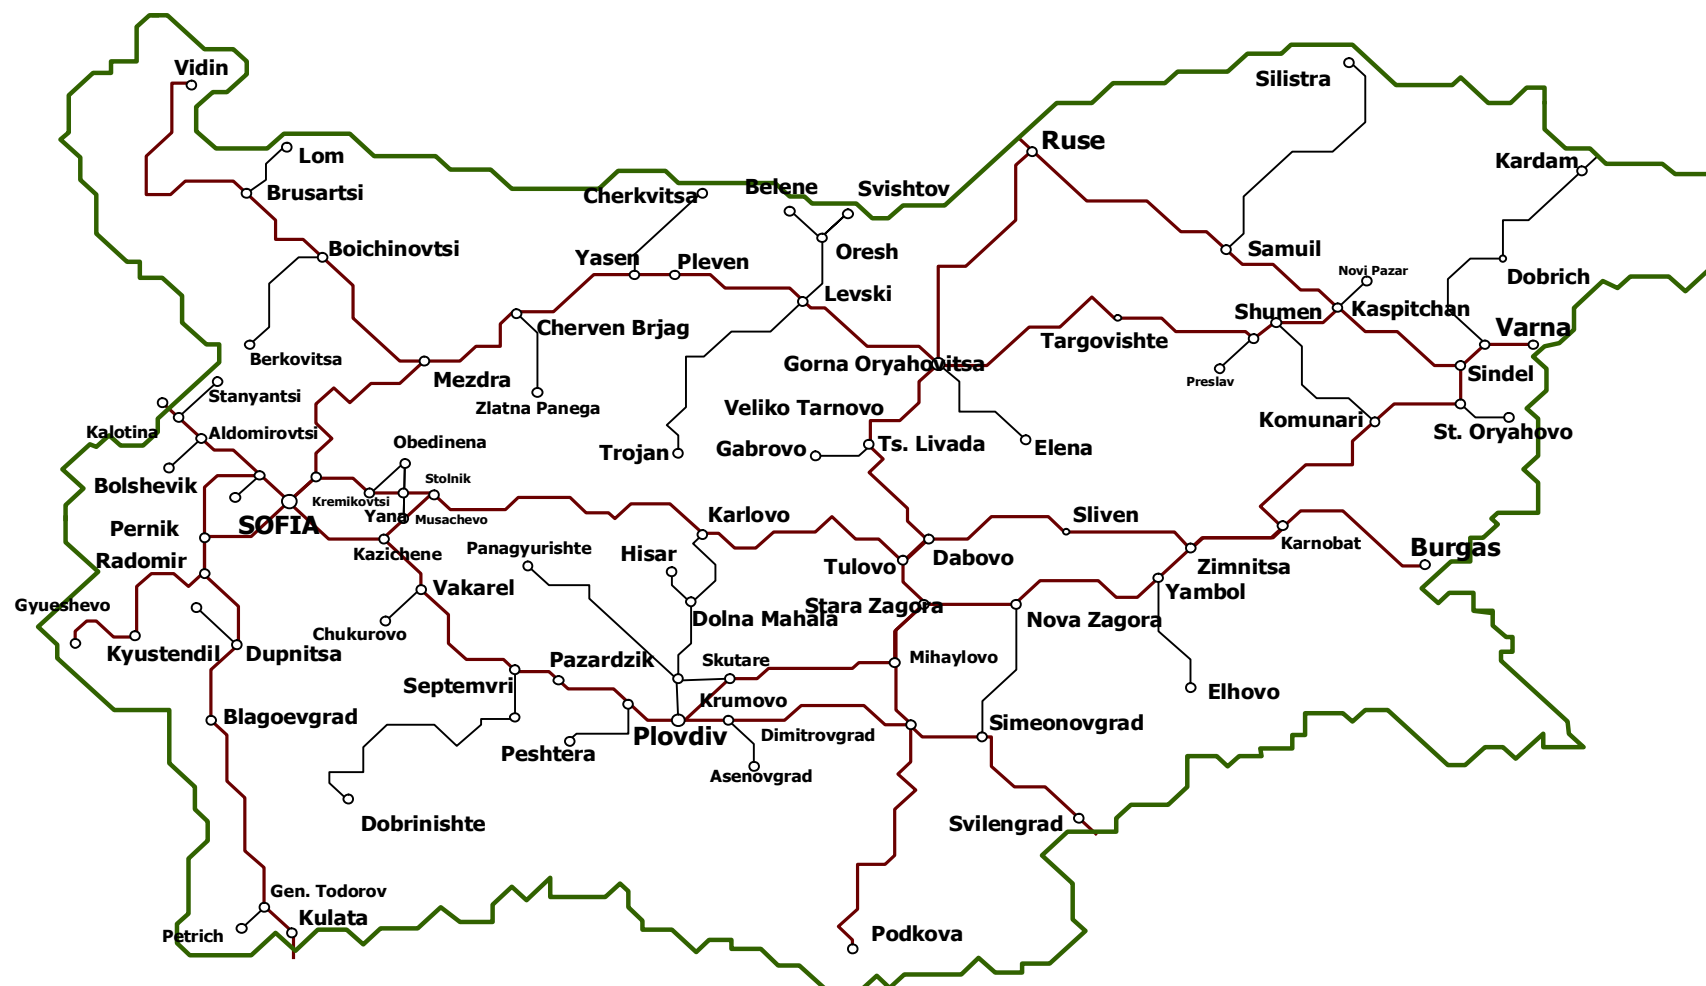 Vidin
Silistra
Ruse
Lom
Kardam
Brusartsi
Cherkvitsa
Belene
Svishtov
Boichinovtsi
Oresh
Samuil
Yasen
Pleven
Novi Pazar
Dobrich
Levski
Shumen
Kaspitchan
Cherven Brjag
Varna
Targovishte
Berkovitsa
Gorna Oryahovitsa
Sindel
Mezdra
Preslav
Stanyantsi
Zlatna Panega
Veliko Tarnovo
Komunari
Kalotina
Aldomirovtsi
St. Oryahovo
Obedinena
Trojan
Gabrovo
Ts. Livada
Elena
Bolshevik
Stolnik
Kremikovtsi
Yana
Musachevo
SOFIA
Pernik
Karlovo
Sliven
Karnobat
Burgas
Kazichene
Panagyurishte
Hisar
Dabovo
Radomir
Tulovo
Zimnitsa
Vakarel
Yambol
Gyueshevo
Stara Zagora
Dolna Mahala
Nova Zagora
Chukurovo
Kyustendil
Dupnitsa
Pazardzik
Skutare
Mihaylovo
Septemvri
Elhovo
Krumovo
Blagoevgrad
Simeonovgrad
Plovdiv
Dimitrovgrad
Peshtera
Asenovgrad
Dobrinishte
Svilengrad
Gen. Todorov
Kulata
Petrich
Podkova